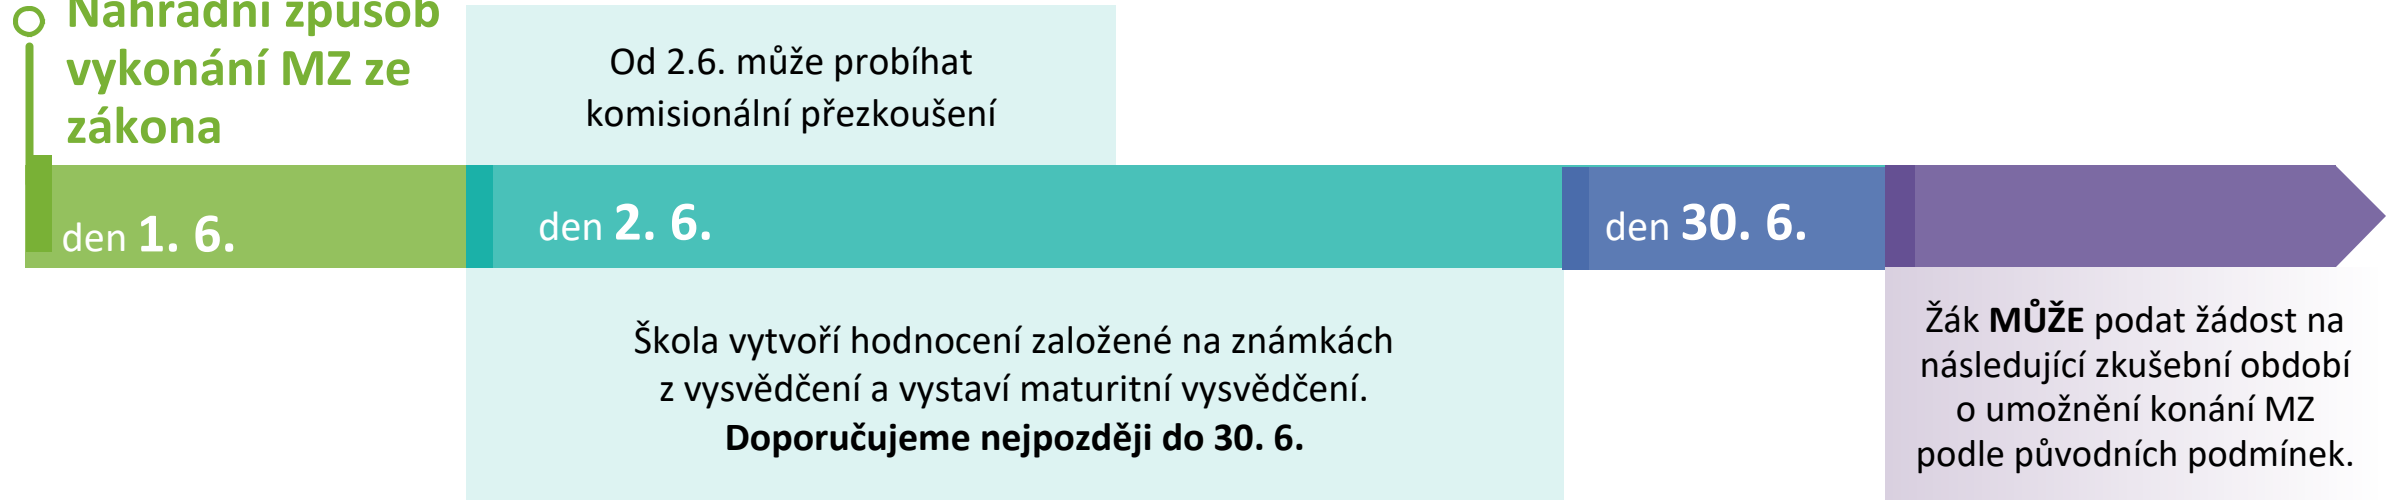 Náhradní způsob
vykonání MZ ze
zákona
Od 2.6. může probíhat
komisionální přezkoušení
den 1. 6.
den 2. 6.
den 30. 6.
Škola vytvoří hodnocení založené na známkách
z vysvědčení a vystaví maturitní vysvědčení.
Doporučujeme nejpozději do 30. 6.
Žák MŮŽE podat žádost na
následující zkušební období
o umožnění konání MZ
podle původních podmínek.